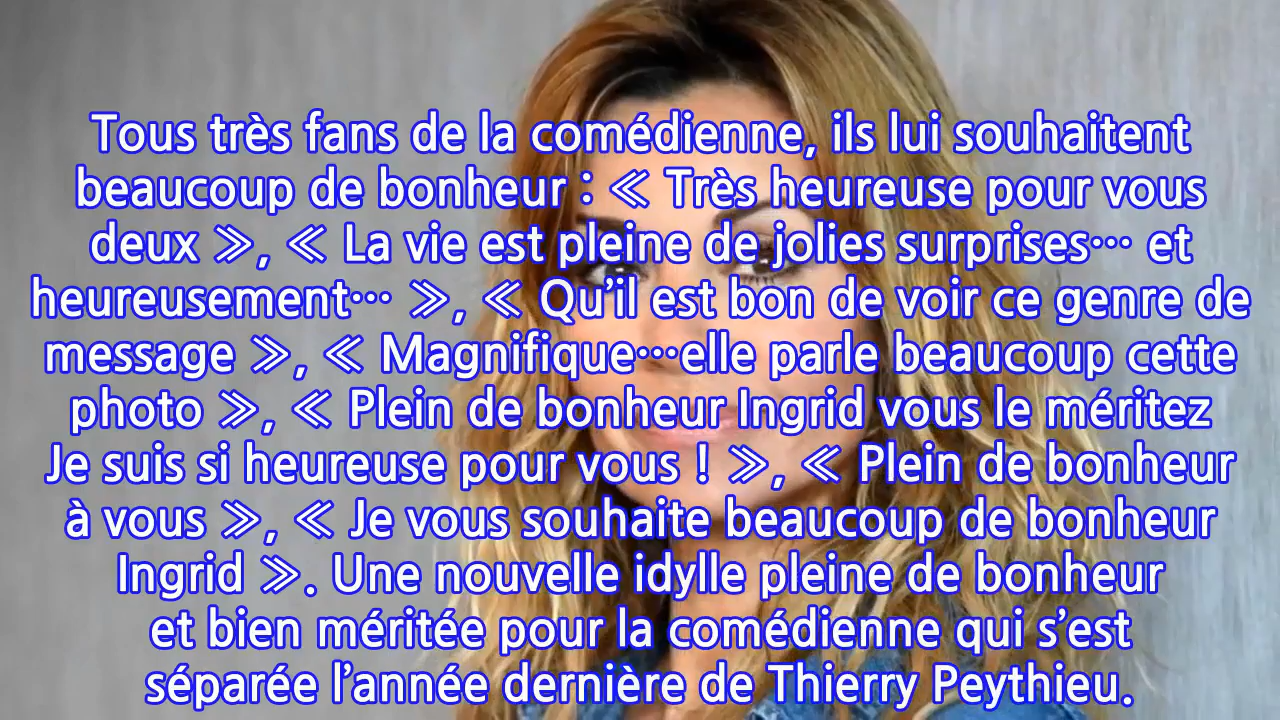 Tous très fans de la comédienne, ils lui souhaitent
beaucoup de bonheur : ≪ Très heureuse pour vous
deux ≫, ≪ La vie est pleine de jolies surprises⋯ et
heureusement⋯ ≫, ≪ Qu’il est bon de voir ce genre de
message ≫, ≪ Magnifique⋯elle parle beaucoup cette
photo ≫, ≪ Plein de bonheur Ingrid vous le méritez
Je suis si heureuse pour vous ! ≫, ≪ Plein de bonheur
à vous ≫, ≪ Je vous souhaite beaucoup de bonheur
Ingrid ≫. Une nouvelle idylle pleine de bonheur
et bien méritée pour la comédienne qui s’est
séparée l’année dernière de Thierry Peythieu.